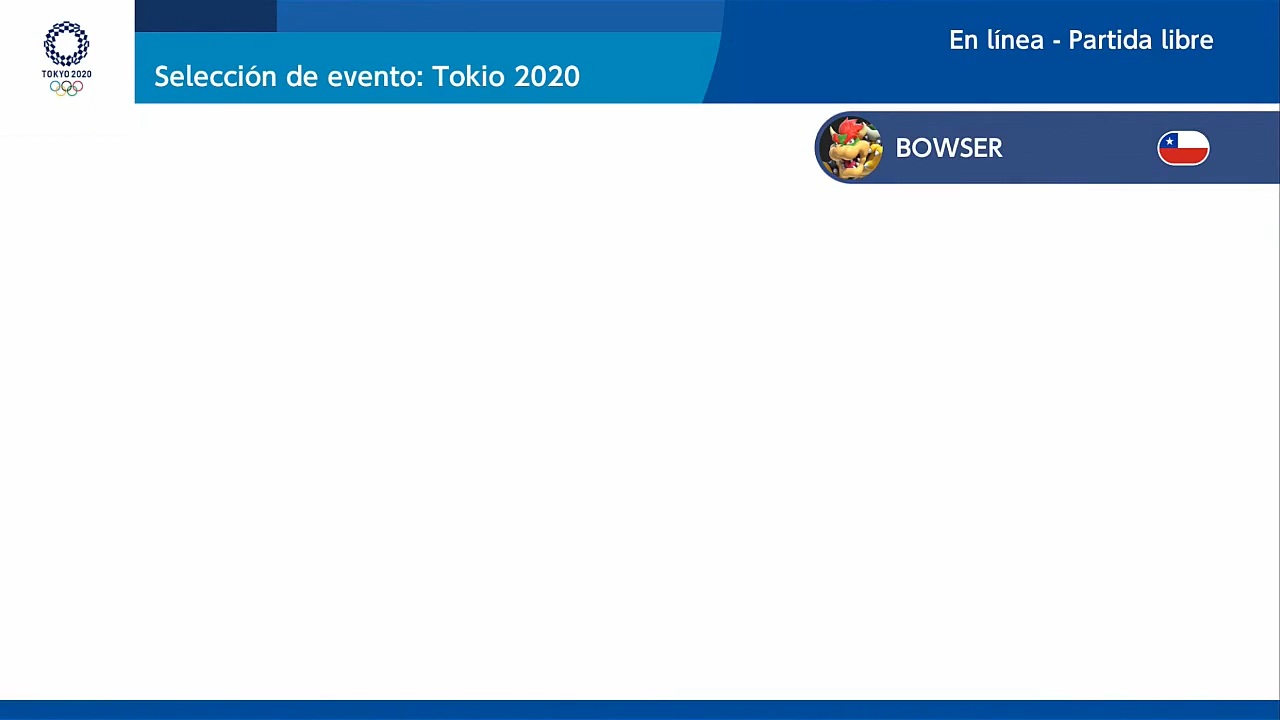 TOKYO 2020
Selección de evento: Tokio 2020
En línea - Partida libre
BOWSER